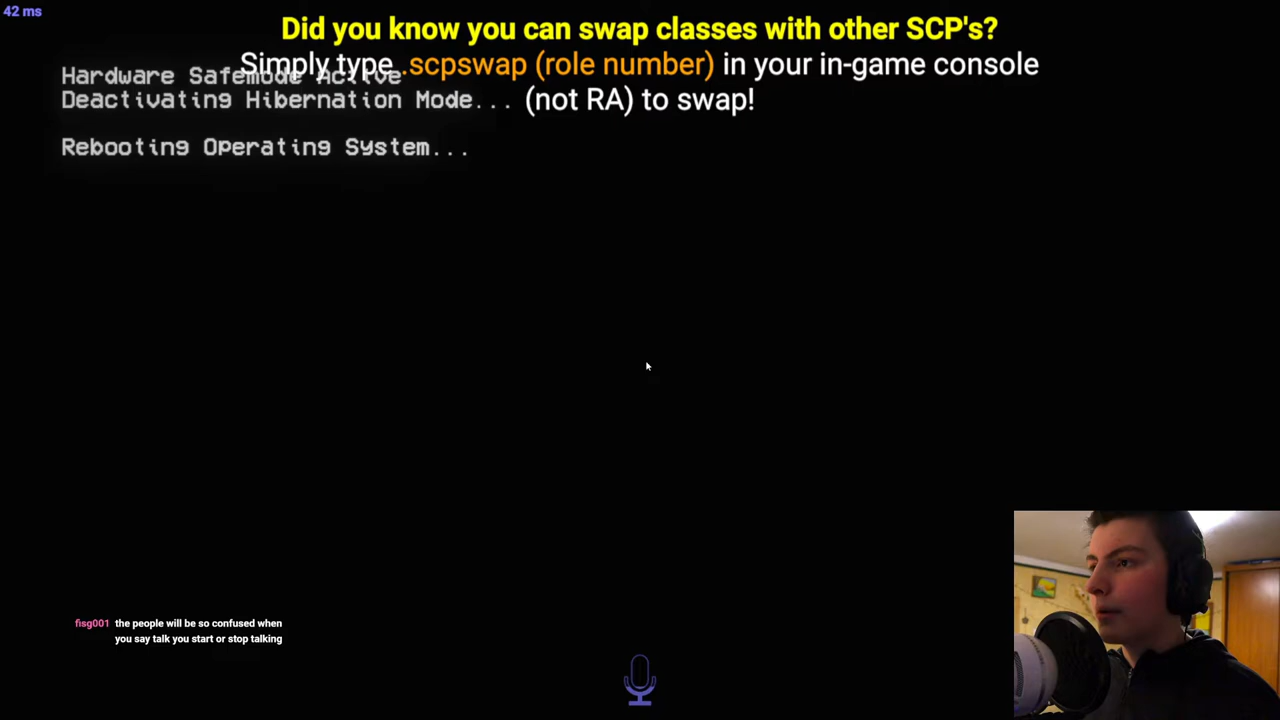 42 ms
Did you know you can swap classes with other SCP's?
Simply type .scpswap (role number) in your in-game console
(not RA) to swap!
Hardware Safemode Active
Deactivating Hibernation Mode...
Rebooting Operating System...
fisg001 the people will be so confused when
you say talk you start or stop talking